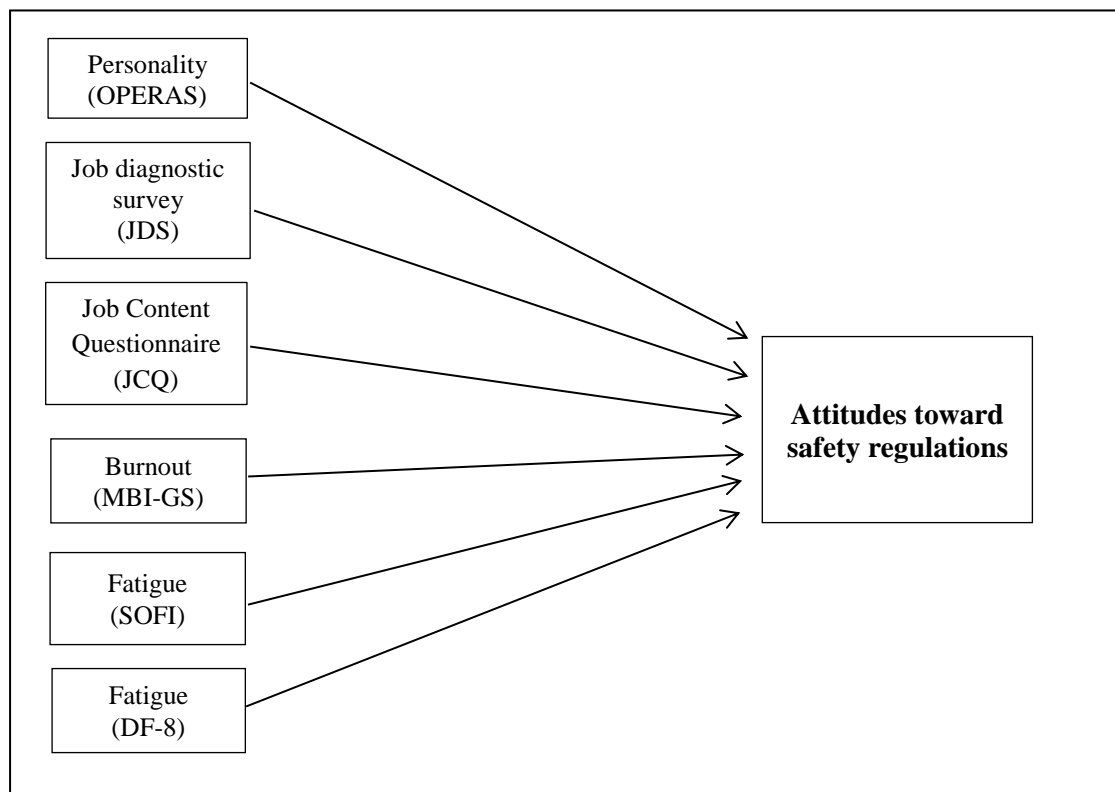 Personality
(OPERAS)
Job diagnostic
survey
(JDS)
Job Content
Questionnaire
(JCQ)
Burnout
(MBI-GS)
Fatigue
(SOFI)
Fatigue
(DF-8)
Attitudes toward
safety regulations